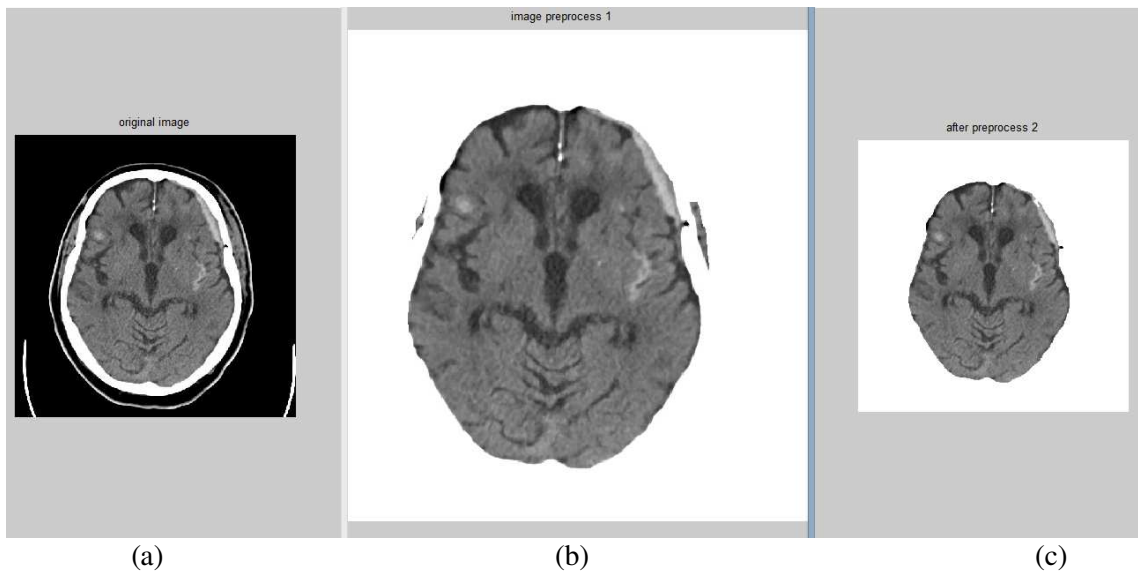 image preprocess 1
original image
after preprocess 2
(a)
(b)
(c)